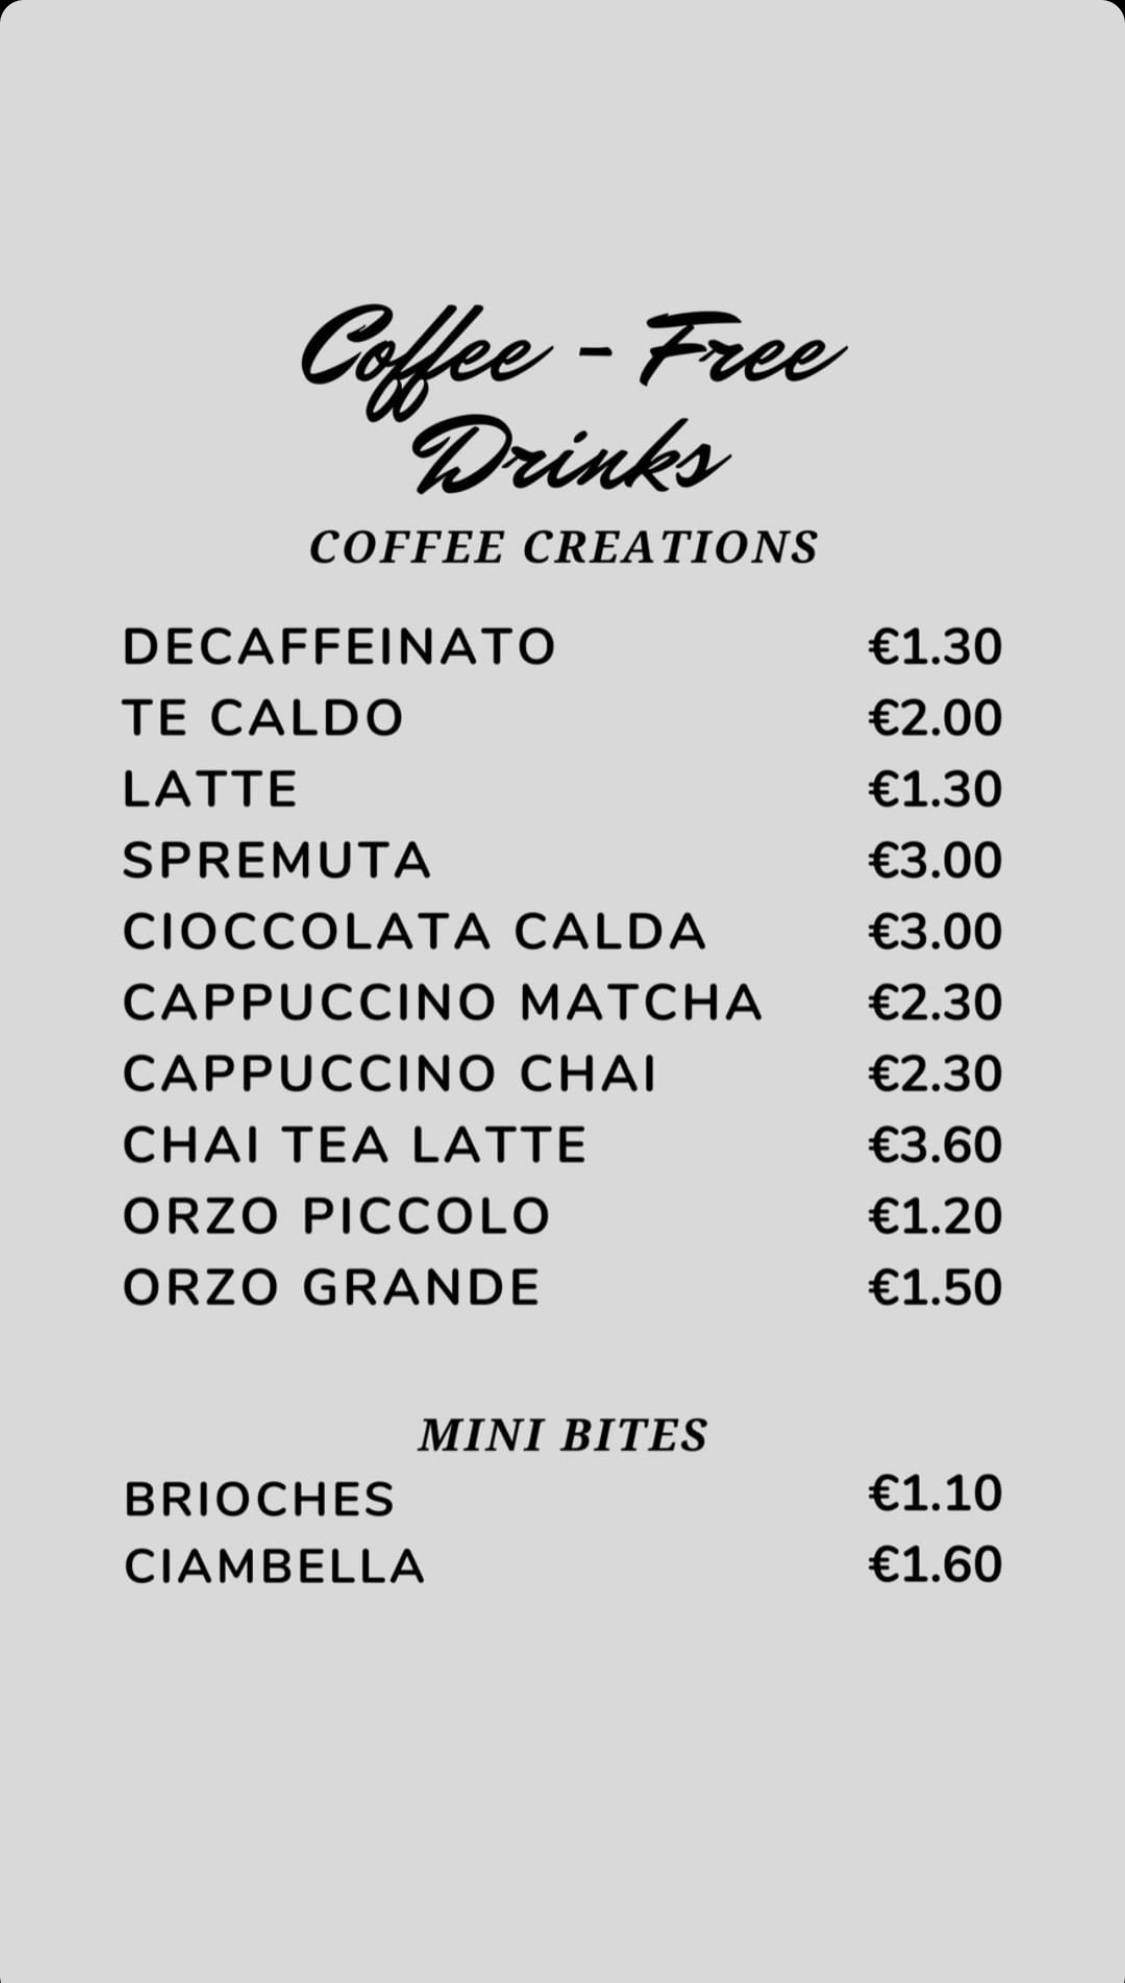 Coffee - Free
Drinks
COFFEE CREATIONS
DECAFFEINATO €1.30
TE CALDO €2.00
LATTE €1.30
SPREMUTA €3.00
CIOCCOLATA CALDA €3.00
CAPPUCCINO MATCHA €2.30
CAPPUCCINO CHAI €2.30
CHAI TEA LATTE €3.60
ORZO PICCOLO €1.20
ORZO GRANDE €1.50
MINI BITES
BRIOCHES €1.10
CIAMBELLA €1.60